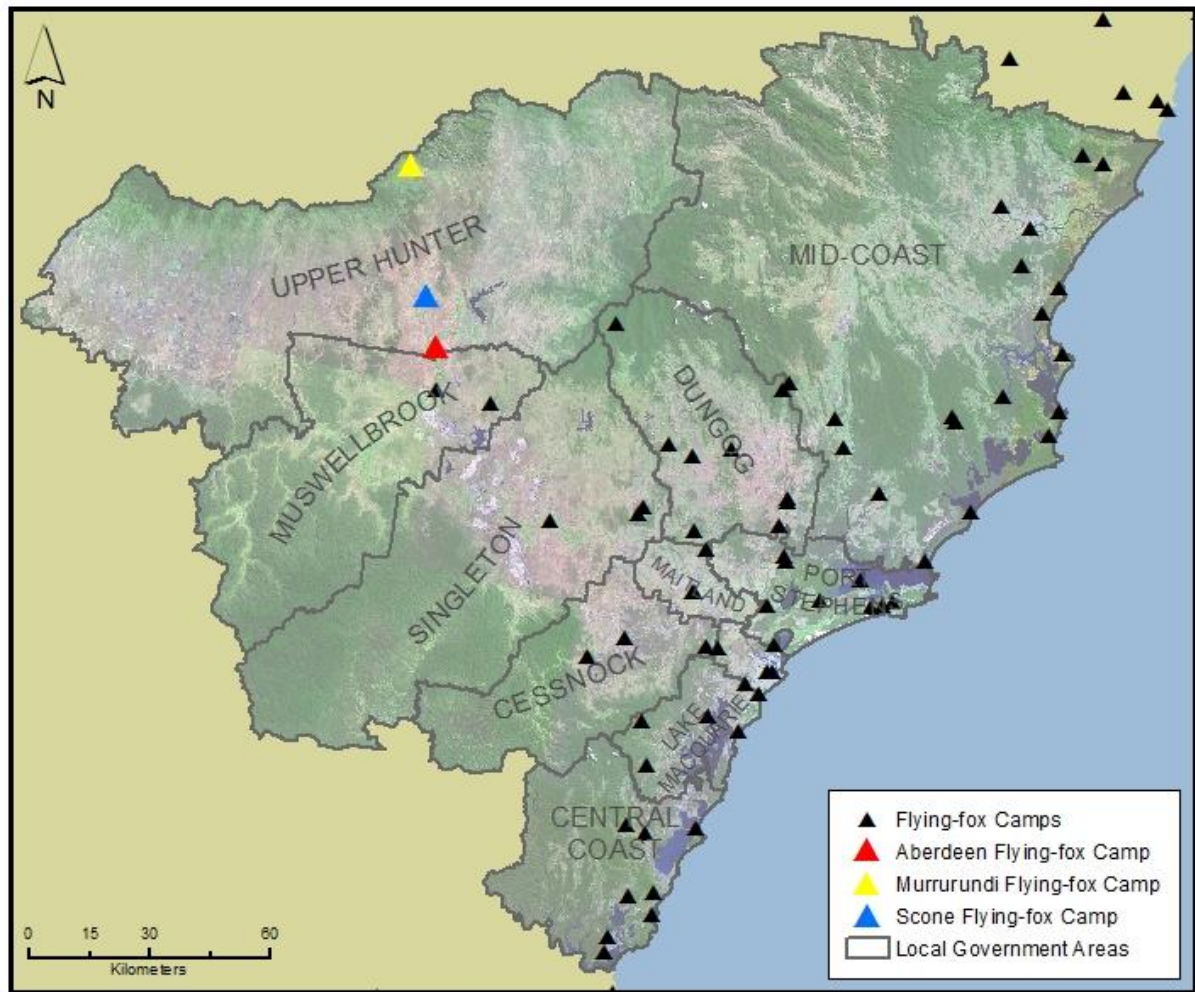 N
UPPER HUNTER
MID-COAST
DUNGOG
MUSWELLBROOK
SINGLETON
MAITLAND
PORT
STEPHENS
CESSNOCK
LAKE
MACQUARIE
CENTRAL
COAST
Flying-fox Camps
Aberdeen Flying-fox Camp
Murrurundi Flying-fox Camp
Scone Flying-fox Camp
Local Government Areas
0 15 30 60
Kilometers